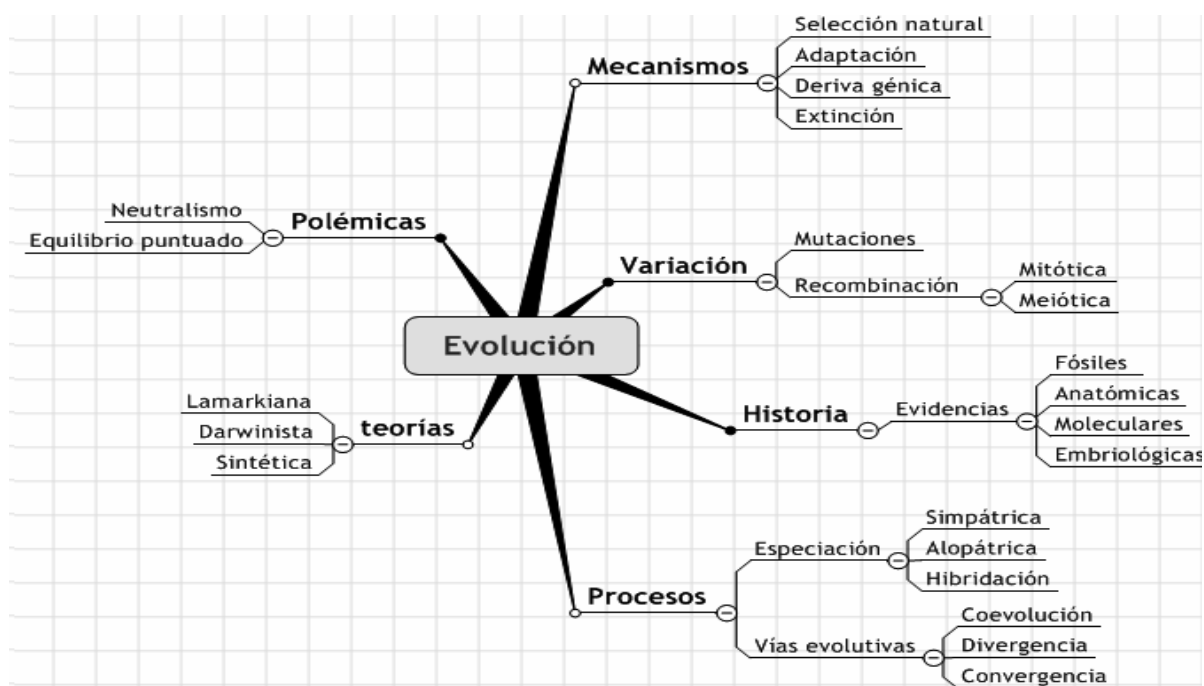 Selección natural
Mecanismos
Adaptación
Deriva génica
Extinción
Neutralismo
Polémicas
Equilibrio puntuado
Mutaciones
Variación
Recombinación
Mitótica
Meiótica
Evolución
Lamarkiana
teorías
Darwinista
Sintética
Historia
Evidencias
Fósiles
Anatómicas
Moleculares
Embriológicas
Procesos
Especiación
Simpátrica
Alopátrica
Hibridación
Vías evolutivas
Coevolución
Divergencia
Convergencia